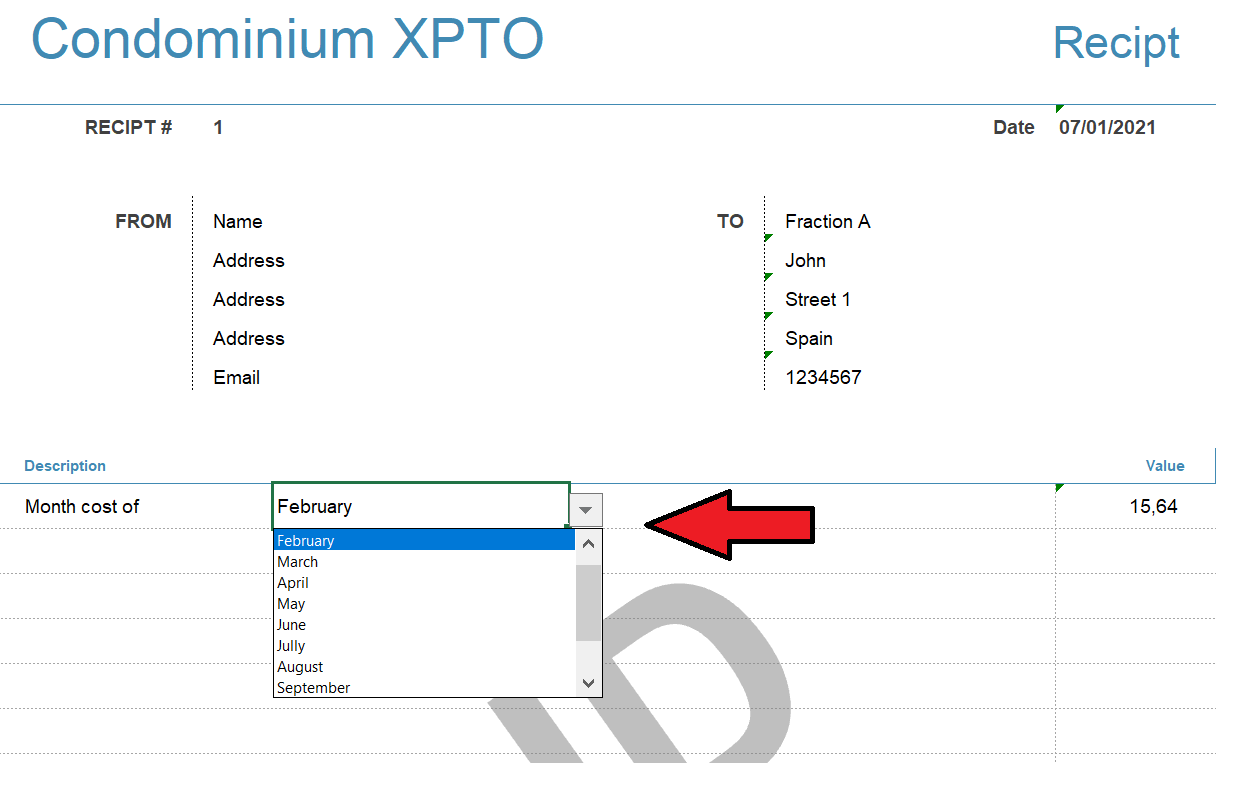 Condominium XPTO
Recipt
RECIPT # 1
Date 07/01/2021
FROM Name
TO Fraction A
Address
John
Address
Street 1
Address
Spain
Email
1234567
Description Value
Month cost of February 15,64
February
March
April
May
June
Jully
August
September